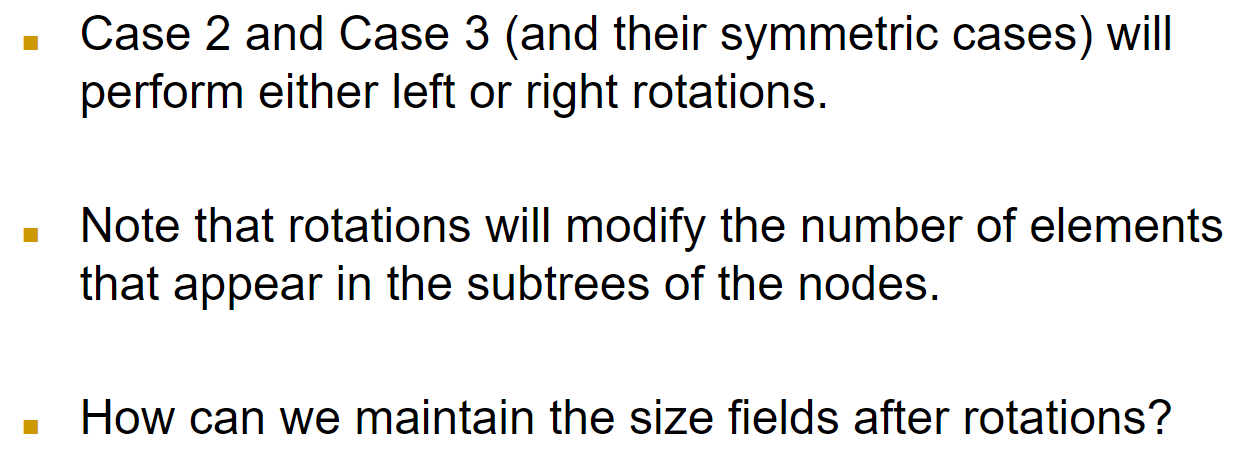 Case 2 and Case 3 (and their symmetric cases) will
perform either left or right rotations.
Note that rotations will modify the number of elements
that appear in the subtrees of the nodes.
How can we maintain the size fields after rotations?